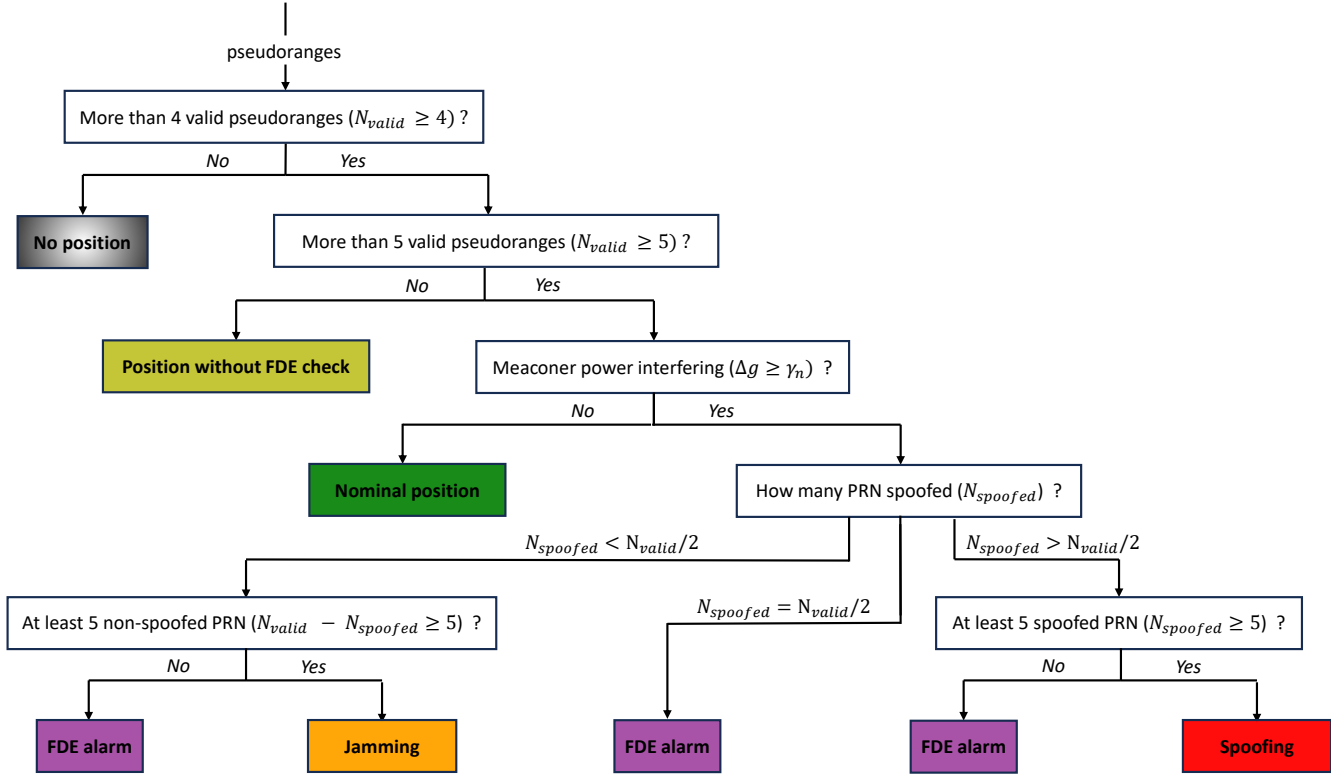 pseudoranges
More than 4 valid pseudoranges (N_valid ≥ 4) ?
No
Yes
No position
More than 5 valid pseudoranges (N_valid ≥ 5) ?
No
Yes
Position without FDE check
Meaconer power interfering (Δg ≥ γ_n) ?
No
Yes
Nominal position
How many PRN spoofed (N_spoofed) ?
N_spoofed < N_valid/2
N_spoofed > N_valid/2
N_spoofed = N_valid/2
At least 5 non-spoofed PRN (N_valid − N_spoofed ≥ 5) ?
At least 5 spoofed PRN (N_spoofed ≥ 5) ?
No
Yes
No
Yes
FDE alarm
Jamming
FDE alarm
FDE alarm
Spoofing